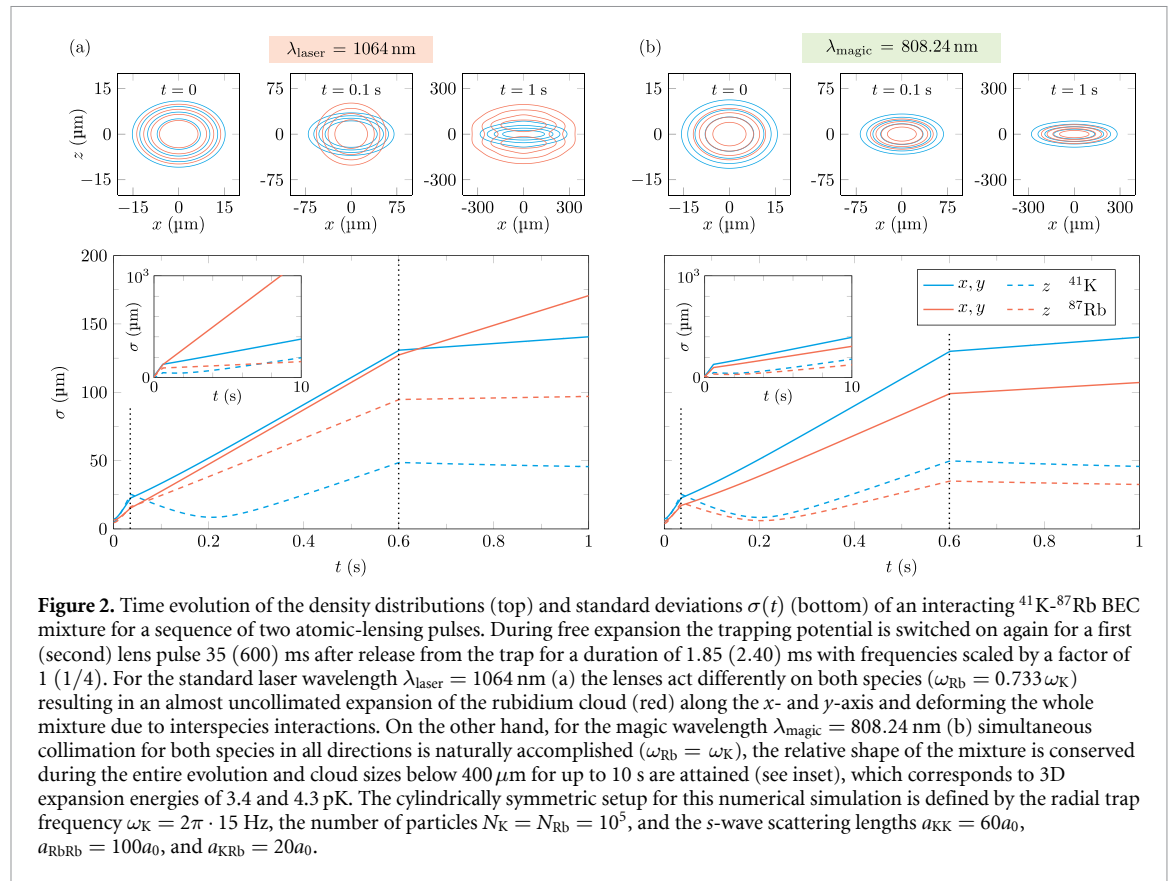 (a)
λ_laser = 1064 nm
(b)
λ_magic = 808.24 nm
t = 0
t = 0.1 s
t = 1 s
t = 0
t = 0.1 s
t = 1 s
z (µm)
15
0
−15
75
0
-75
300
0
-300
15
0
−15
75
0
-75
300
0
-300
−15 0 15
-75 0 75
-300 0 300
−15 0 15
-75 0 75
-300 0 300
x (µm)
x (µm)
x (µm)
x (µm)
x (µm)
x (µm)
σ (µm)
200
150
100
50
0
10³
σ (µm)
0
0 10
t (s)
10³
σ (µm)
0
0 10
t (s)
x, y z ⁴¹K
x, y z ⁸⁷Rb
0 0.2 0.4 0.6 0.8 1
t (s)
0 0.2 0.4 0.6 0.8 1
t (s)
Figure 2. Time evolution of the density distributions (top) and standard deviations σ(t) (bottom) of an interacting ⁴¹K-⁸⁷Rb BEC
mixture for a sequence of two atomic-lensing pulses. During free expansion the trapping potential is switched on again for a first
(second) lens pulse 35 (600) ms after release from the trap for a duration of 1.85 (2.40) ms with frequencies scaled by a factor of
1 (1/4). For the standard laser wavelength λ_laser = 1064 nm (a) the lenses act differently on both species (ω_Rb = 0.733 ω_K)
resulting in an almost uncollimated expansion of the rubidium cloud (red) along the x- and y-axis and deforming the whole
mixture due to interspecies interactions. On the other hand, for the magic wavelength λ_magic = 808.24 nm (b) simultaneous
collimation for both species in all directions is naturally accomplished (ω_Rb = ω_K), the relative shape of the mixture is conserved
during the entire evolution and cloud sizes below 400 µm for up to 10 s are attained (see inset), which corresponds to 3D
expansion energies of 3.4 and 4.3 pK. The cylindrically symmetric setup for this numerical simulation is defined by the radial trap
frequency ω_K = 2π · 15 Hz, the number of particles N_K = N_Rb = 10⁵, and the s-wave scattering lengths a_KK = 60a₀,
a_RbRb = 100a₀, and a_KRb = 20a₀.